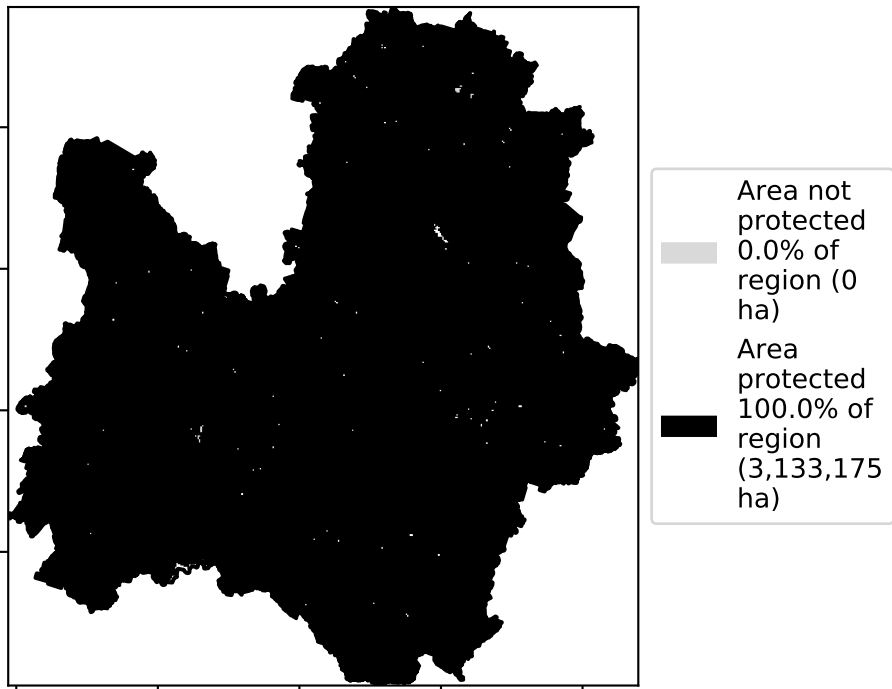 Area not
protected
0.0% of
region (0
ha)
Area
protected
100.0% of
region
(3,133,175
ha)